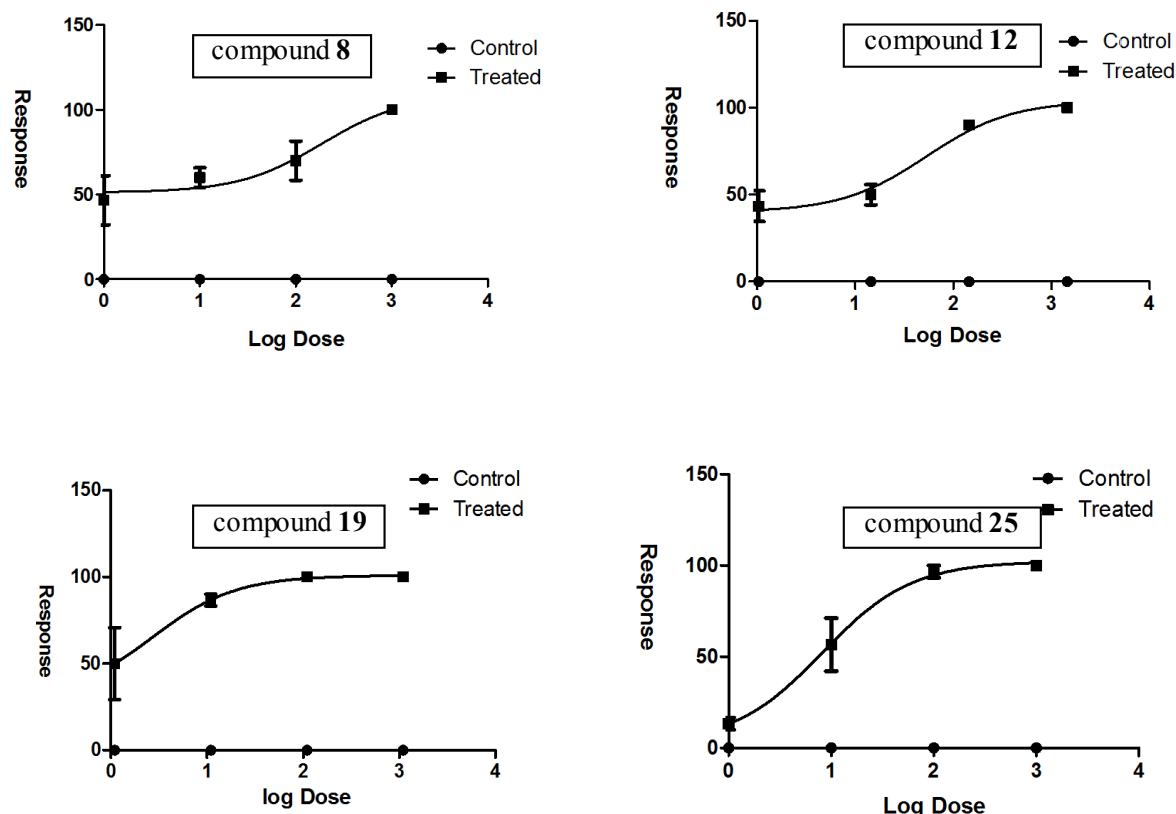 150
100
50
0
0 1 2 3 4
Response
Log Dose
compound 8
Control
Treated
150
100
50
0
0 1 2 3 4
Response
Log Dose
compound 12
Control
Treated
150
100
50
0
0 1 2 3 4
Response
log Dose
compound 19
Control
Treated
150
100
50
0
0 1 2 3 4
Response
Log Dose
compound 25
Control
Treated